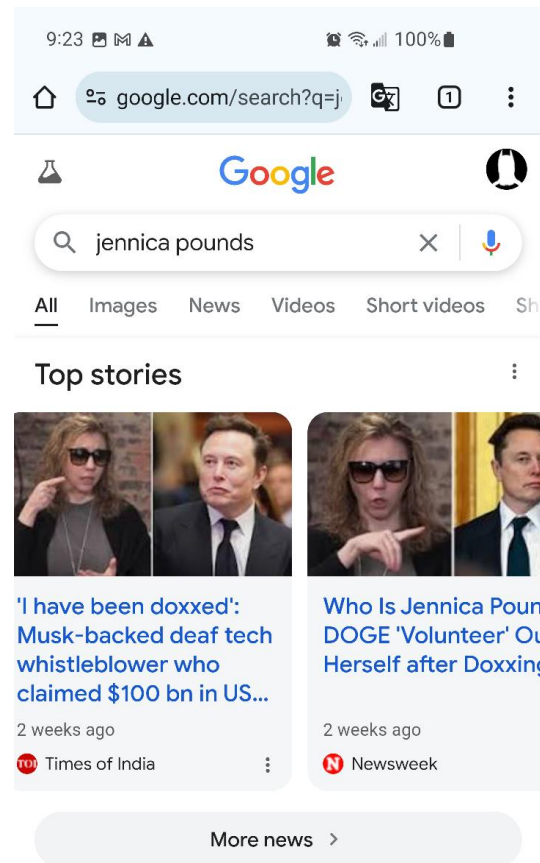 9:23 100%
google.com/search?q=j
1
Google
jennica pounds
All Images News Videos Short videos Sh
Top stories
'I have been doxxed':
Musk-backed deaf tech
whistleblower who
claimed $100 bn in US...
2 weeks ago
TOI Times of India
Who Is Jennica Poun
DOGE 'Volunteer' Ou
Herself after Doxxing
2 weeks ago
N Newsweek
More news